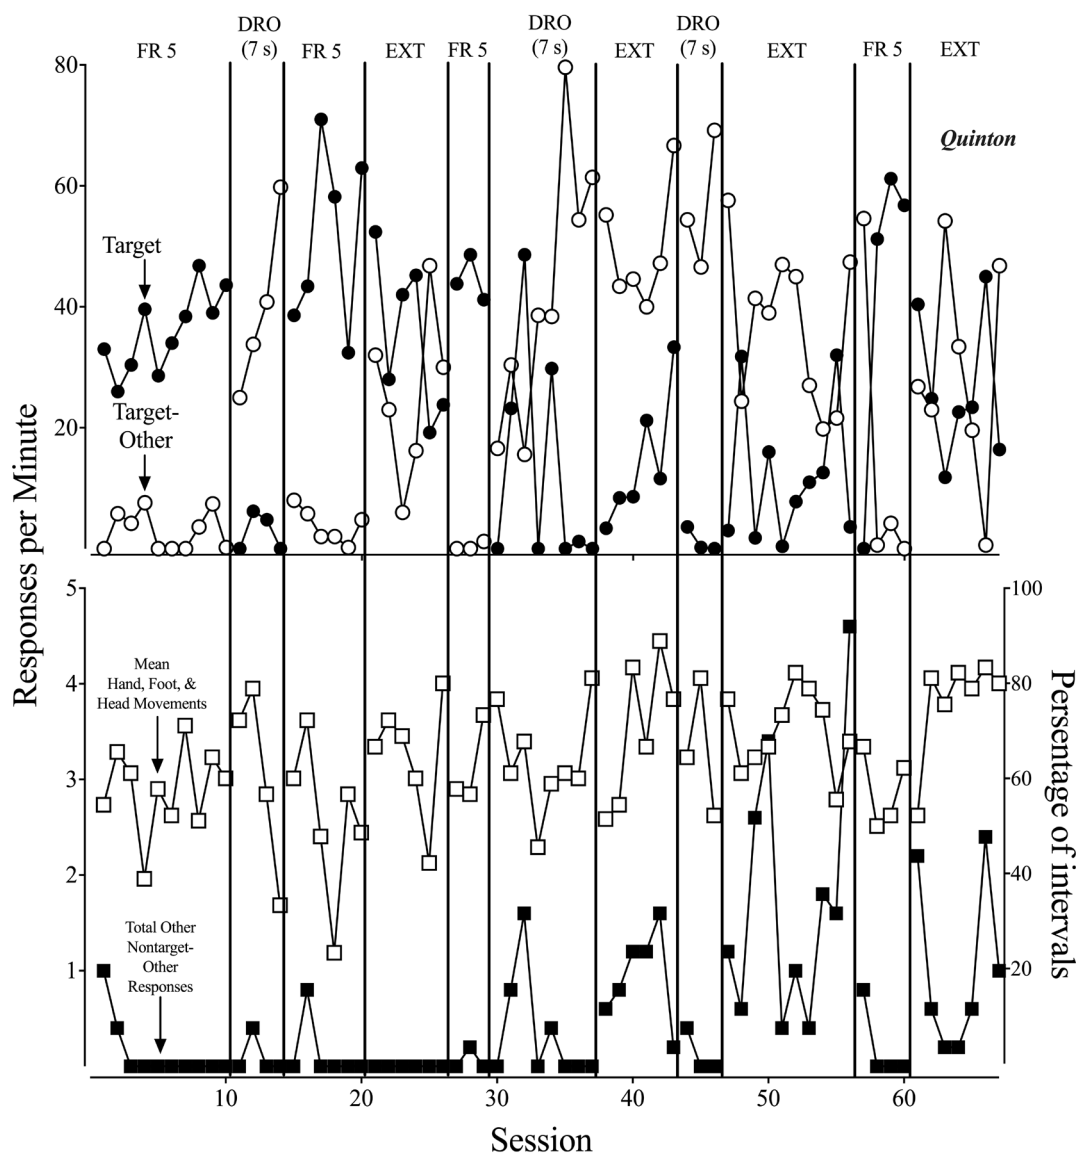 FR 5
DRO
(7 s)
FR 5
EXT
FR 5
DRO
(7 s)
EXT
DRO
(7 s)
EXT
FR 5
EXT
80
60
40
20
Quinton
Target
Target-
Other
Responses per Minute
5
4
3
2
1
100
80
60
40
20
Persentage of intervals
Mean
Hand, Foot, &
Head Movements
Total Other
Nontarget-
Other
Responses
10
20
30
40
50
60
Session